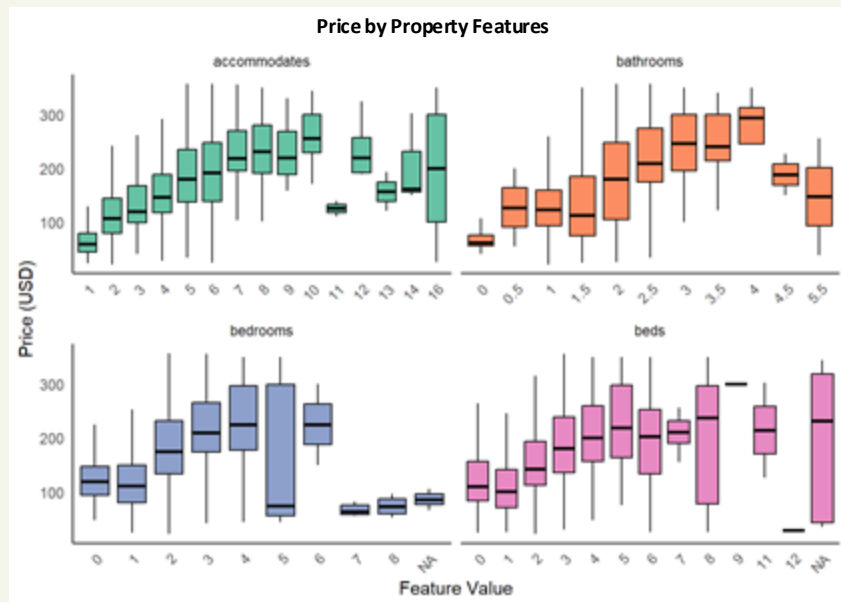 Price by Property Features
accommodates
bathrooms
300
200
100
1 2 3 4 5 6 7 8 9 10 11 12 13 14 16
0 0.5 1 1.5 2 2.5 3 3.5 4 4.5 5.5
Price (USD)
bedrooms
beds
300
200
100
0 1 2 3 4 5 6 7 8 NA
0 1 2 3 4 5 6 7 8 9 11 12 NA
Feature Value